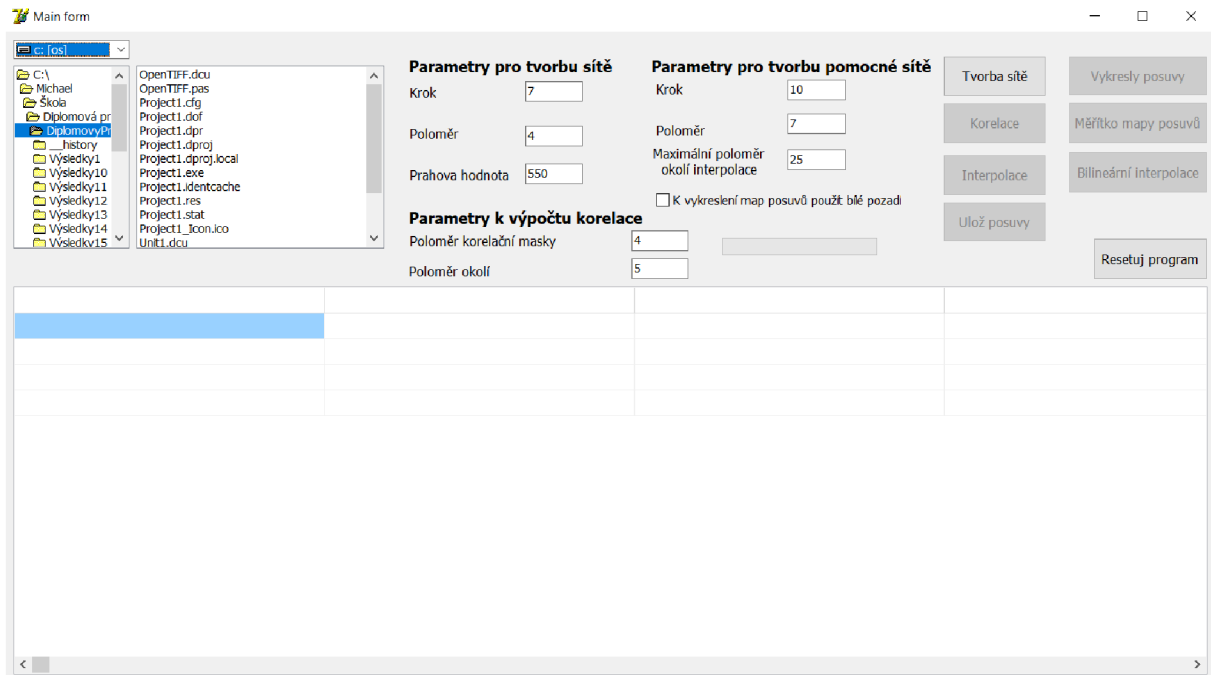 Main form
c: [os]
C:\
Michael
Škola
Diplomová pr
DiplomovyPr
__history
Výsledky1
Výsledky10
Výsledky11
Výsledky12
Výsledky13
Výsledky14
Výsledky15
OpenTIFF.dcu
OpenTIFF.pas
Project1.cfg
Project1.dof
Project1.dpr
Project1.dproj
Project1.dproj.local
Project1.exe
Project1.identcache
Project1.res
Project1.stat
Project1_Icon.ico
Unit1.dcu
Parametry pro tvorbu sítě
Krok 7
Poloměr 4
Prahova hodnota 550
Parametry k výpočtu korelace
Poloměr korelační masky 4
Poloměr okolí 5
Parametry pro tvorbu pomocné sítě
Krok 10
Poloměr 7
Maximální poloměr
okolí interpolace 25
K vykreslení map posuvů použit bílé pozadi
Tvorba sítě
Korelace
Interpolace
Ulož posuvy
Vykresly posuvy
Měřítko mapy posuvů
Bilineární interpolace
Resetuj program